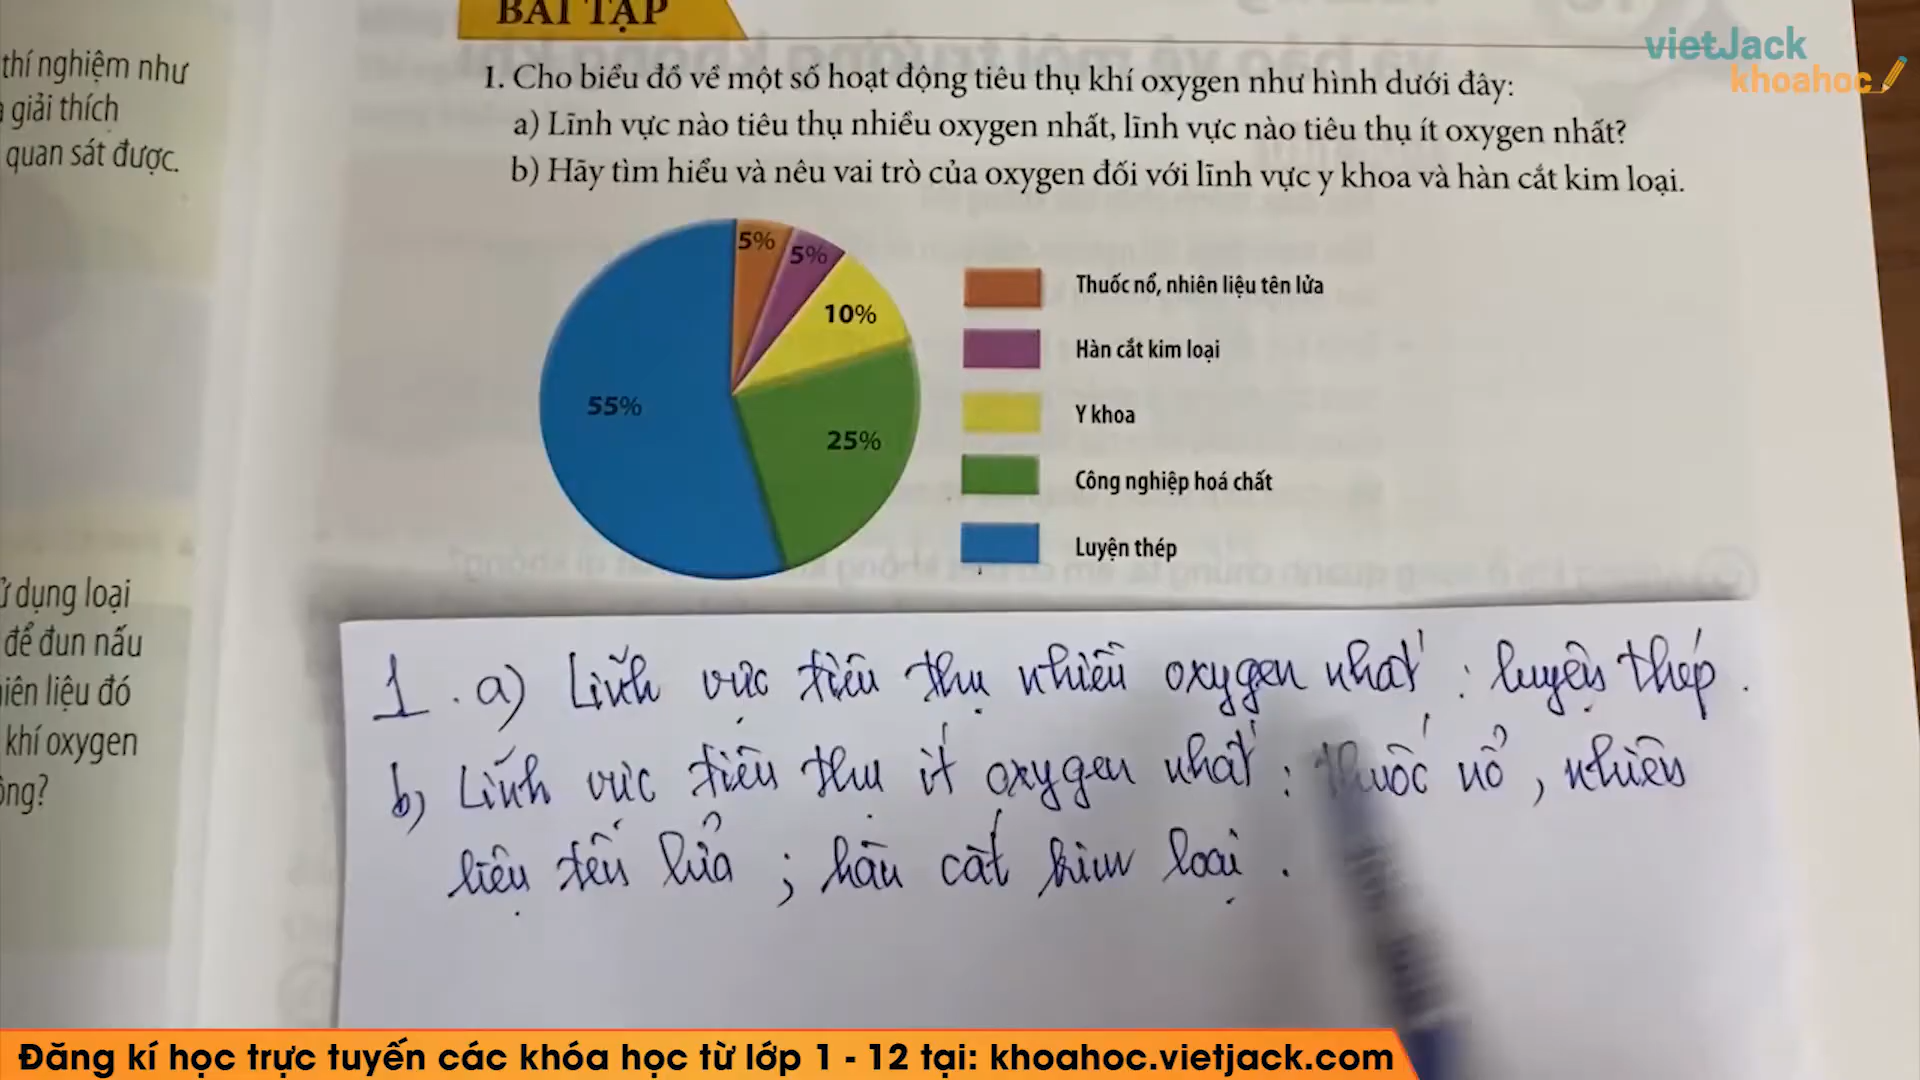 BÀI TẬP
vietJack
khoahoc
thí nghiệm như
giải thích
quan sát được.
1. Cho biểu đồ về một số hoạt động tiêu thụ khí oxygen như hình dưới đây:
a) Lĩnh vực nào tiêu thụ nhiều oxygen nhất, lĩnh vực nào tiêu thụ ít oxygen nhất?
b) Hãy tìm hiểu và nêu vai trò của oxygen đối với lĩnh vực y khoa và hàn cắt kim loại.
5%
5%
10%
25%
55%
Thuốc nổ, nhiên liệu tên lửa
Hàn cắt kim loại
Y khoa
Công nghiệp hoá chất
Luyện thép
dụng loại
để đun nấu
liệu đó
khí oxygen
1. a) Lĩnh vực tiêu thụ nhiều oxygen nhất : luyện thép.
b) Lĩnh vực tiêu thụ ít oxygen nhất : thuốc nổ, nhiên
liệu tên lửa ; hàn cắt kim loại.
Đăng kí học trực tuyến các khóa học từ lớp 1 - 12 tại: khoahoc.vietjack.com